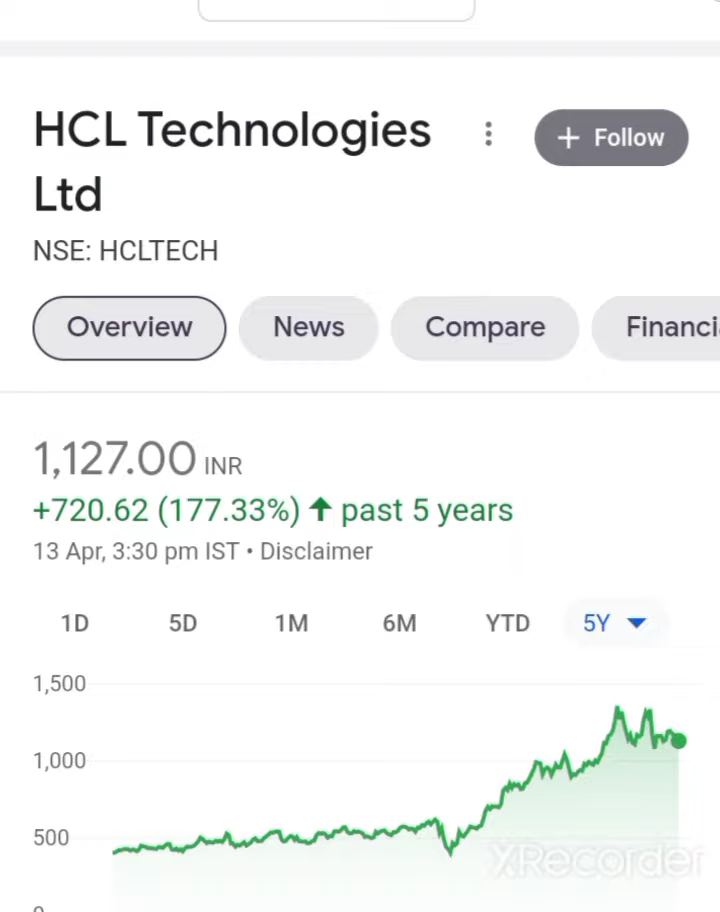 HCL Technologies
Ltd
+ Follow
NSE: HCLTECH
Overview News Compare
1,127.00 INR
+720.62 (177.33%) ↑ past 5 years
13 Apr, 3:30 pm IST • Disclaimer
1D 5D 1M 6M YTD 5Y
1,500
1,000
500
XRecorder